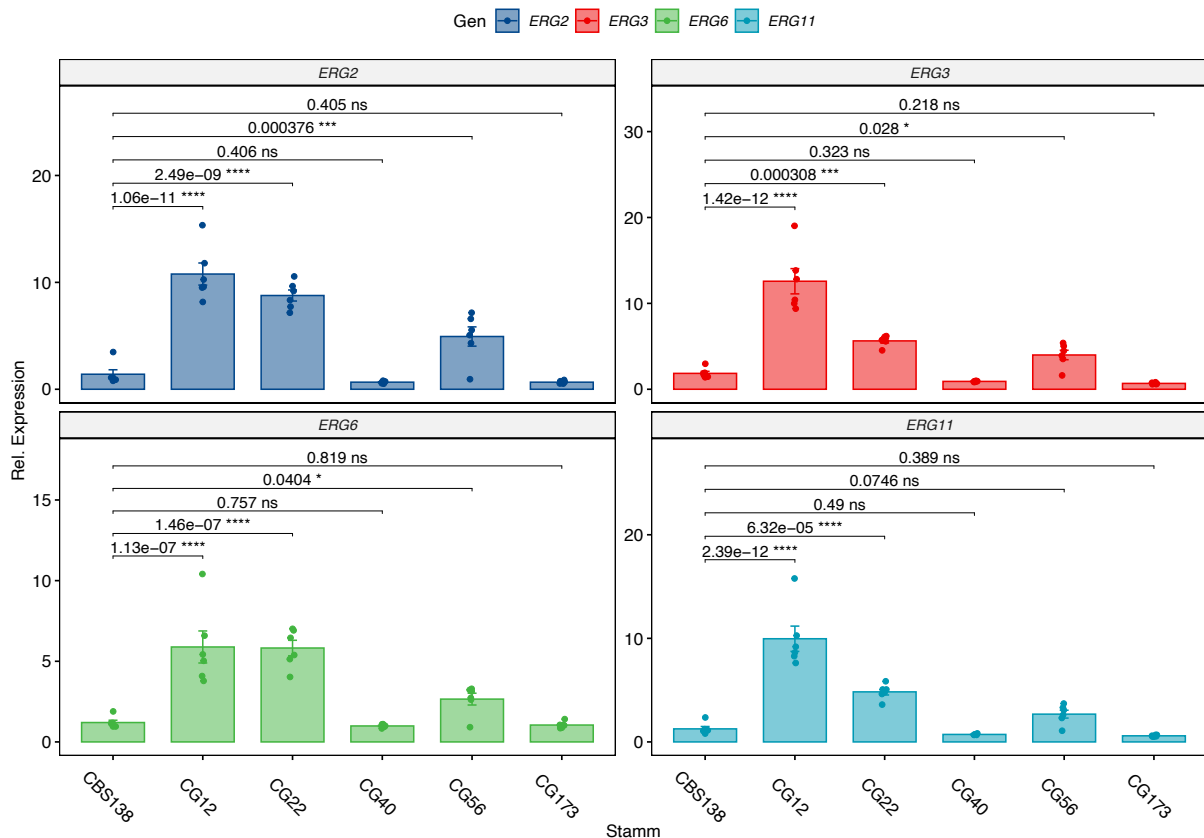 Gen ERG2 ERG3 ERG6 ERG11
ERG2
0.405 ns
0.000376 ***
0.406 ns
2.49e−09 ****
1.06e−11 ****
20
10
0
ERG3
0.218 ns
0.028 *
0.323 ns
0.000308 ***
1.42e−12 ****
30
20
10
0
Rel. Expression
ERG6
0.819 ns
0.0404 *
0.757 ns
1.46e−07 ****
1.13e−07 ****
15
10
5
0
CBS138 CG12 CG22 CG40 CG56 CG173
ERG11
0.389 ns
0.0746 ns
0.49 ns
6.32e−05 ****
2.39e−12 ****
20
10
0
CBS138 CG12 CG22 CG40 CG56 CG173
Stamm